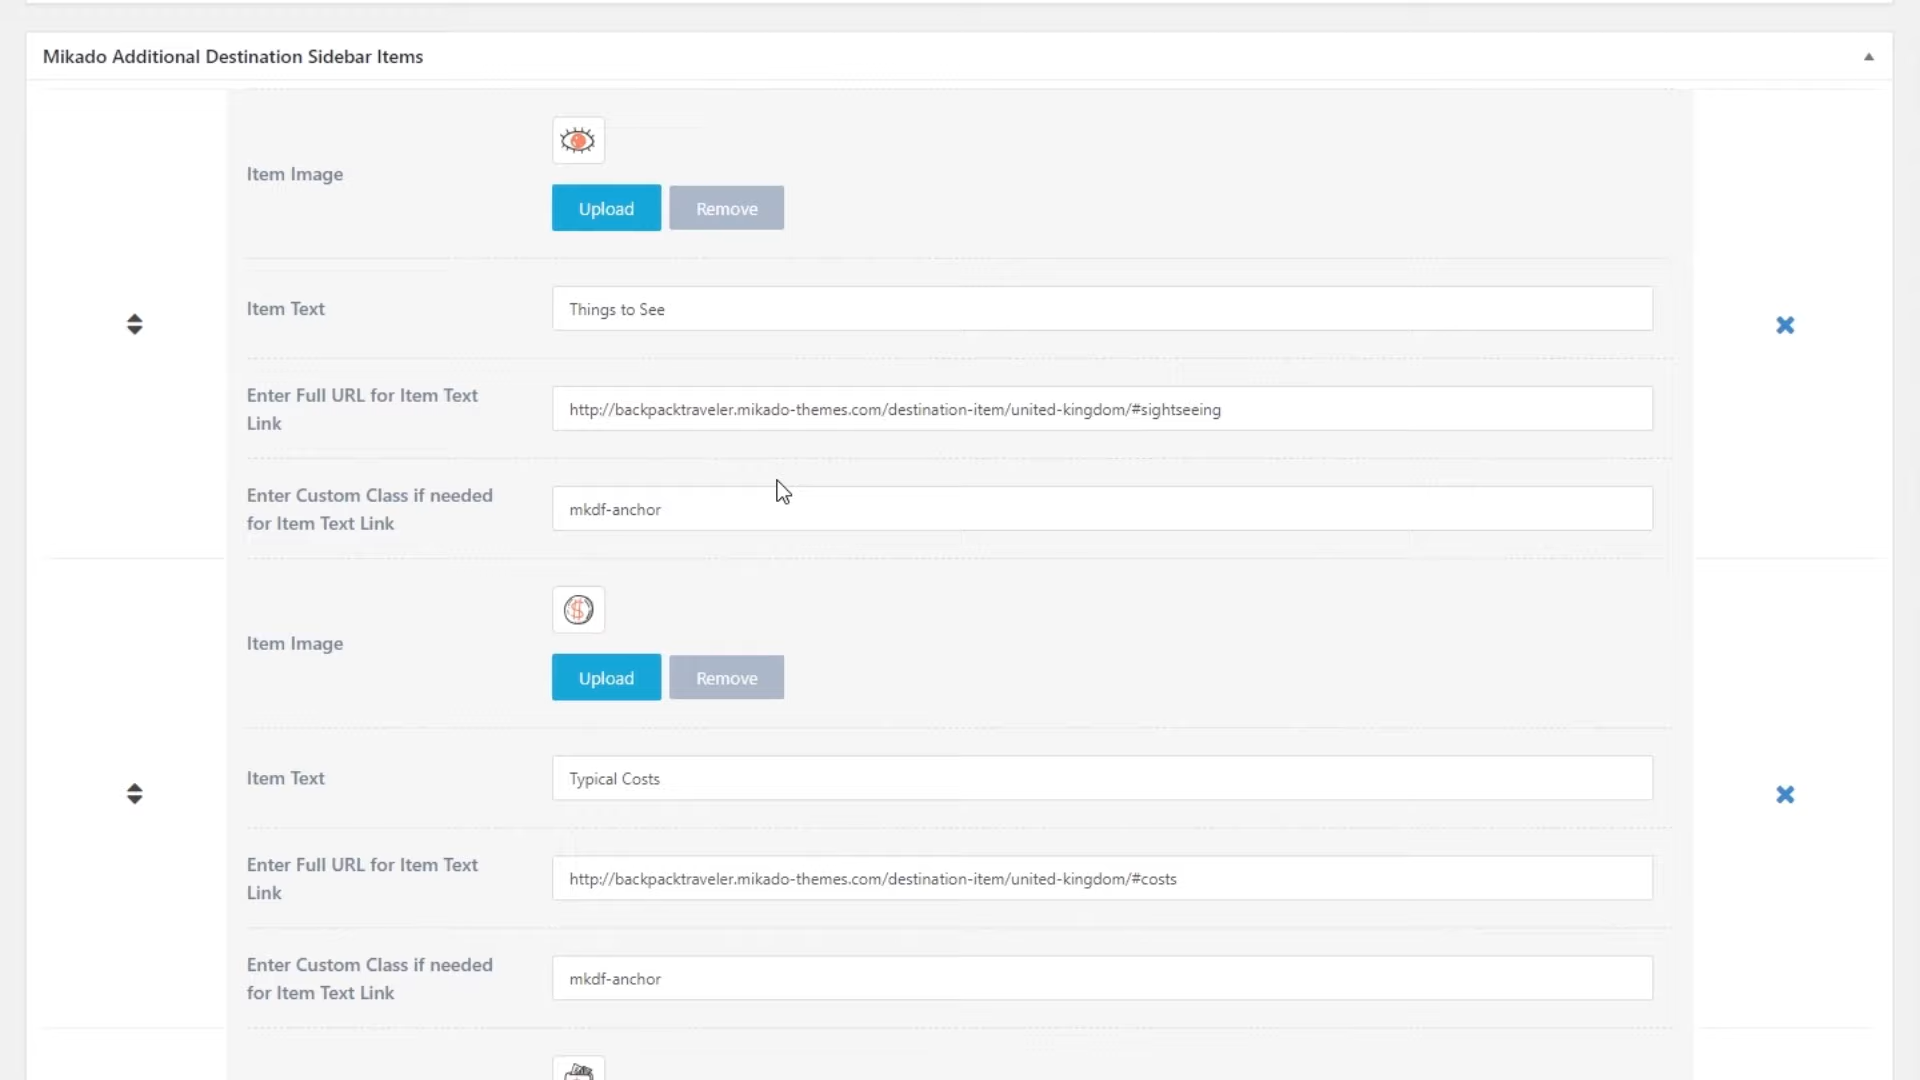 Mikado Additional Destination Sidebar Items
Item Image
Upload Remove
Item Text
Things to See
Enter Full URL for Item Text
Link
http://backpacktraveler.mikado-themes.com/destination-item/united-kingdom/#sightseeing
Enter Custom Class if needed
for Item Text Link
mkdf-anchor
Item Image
Upload Remove
Item Text
Typical Costs
Enter Full URL for Item Text
Link
http://backpacktraveler.mikado-themes.com/destination-item/united-kingdom/#costs
Enter Custom Class if needed
for Item Text Link
mkdf-anchor